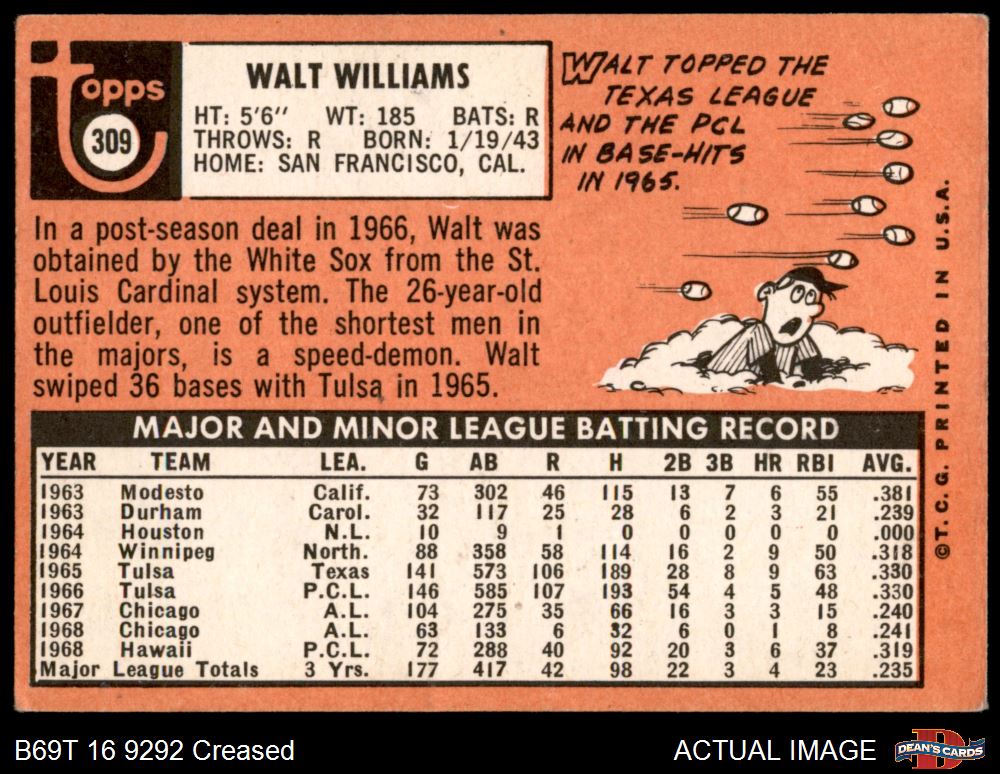 Topps
309
WALT WILLIAMS
HT: 5'6" WT: 185 BATS: R
THROWS: R BORN: 1/19/43
HOME: SAN FRANCISCO, CAL.
WALT TOPPED THE
TEXAS LEAGUE
AND THE PCL
IN BASE-HITS
IN 1965.
In a post-season deal in 1966, Walt was
obtained by the White Sox from the St.
Louis Cardinal system. The 26-year-old
outfielder, one of the shortest men in
the majors, is a speed-demon. Walt
swiped 36 bases with Tulsa in 1965.
MAJOR AND MINOR LEAGUE BATTING RECORD
YEAR TEAM LEA. G AB R H 2B 3B HR RBI AVG.
1963 Modesto Calif. 73 302 46 115 13 7 6 55 .381
1963 Durham Carol. 32 117 25 28 6 2 3 21 .239
1964 Houston N.L. 10 9 1 0 0 0 0 0 .000
1964 Winnipeg North. 88 358 58 114 16 2 9 50 .318
1965 Tulsa Texas 141 573 106 189 28 8 9 63 .330
1966 Tulsa P.C.L. 146 585 107 193 54 4 5 48 .330
1967 Chicago A.L. 104 275 35 66 16 3 3 15 .240
1968 Chicago A.L. 63 133 6 32 6 0 1 8 .241
1968 Hawaii P.C.L. 72 288 40 92 20 3 6 37 .319
Major League Totals 3 Yrs. 177 417 42 98 22 3 4 23 .235
©T.C.G. PRINTED IN U.S.A.
B69T 16 9292 Creased
ACTUAL IMAGE
DEAN'S CARDS